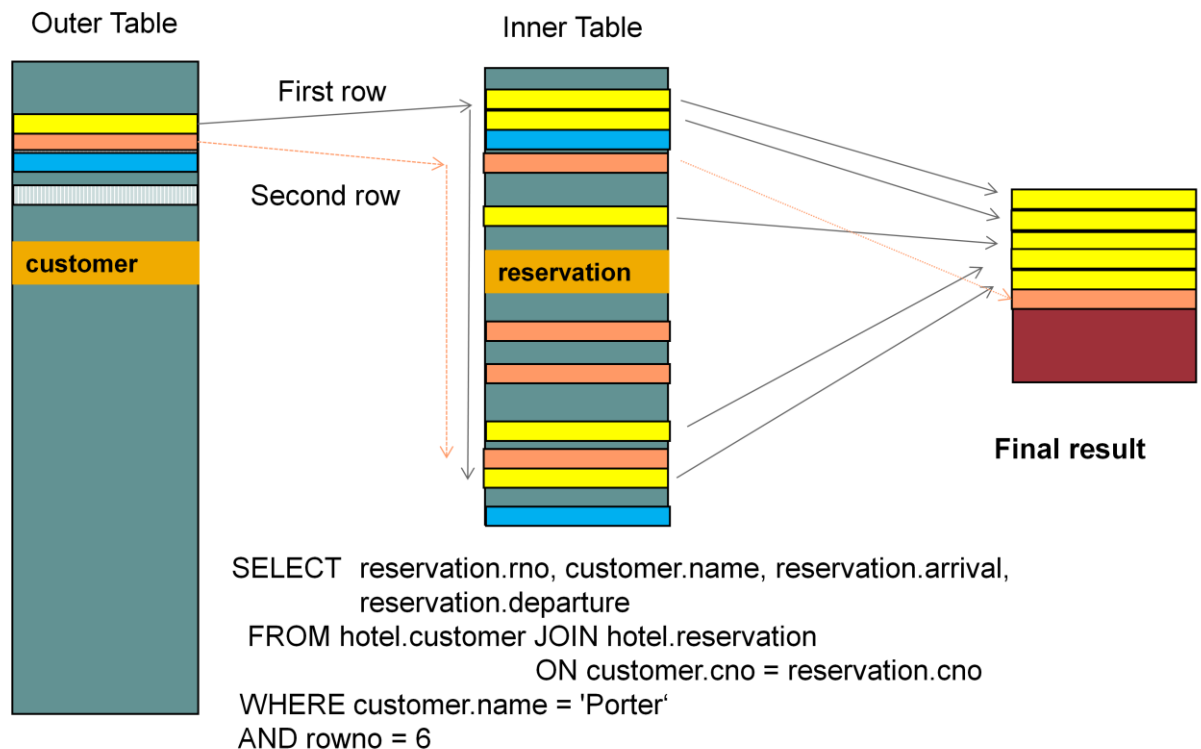 Outer Table
Inner Table
First row
Second row
customer
reservation
Final result
SELECT reservation.rno, customer.name, reservation.arrival,
reservation.departure
FROM hotel.customer JOIN hotel.reservation
ON customer.cno = reservation.cno
WHERE customer.name = 'Porter‘
AND rowno = 6